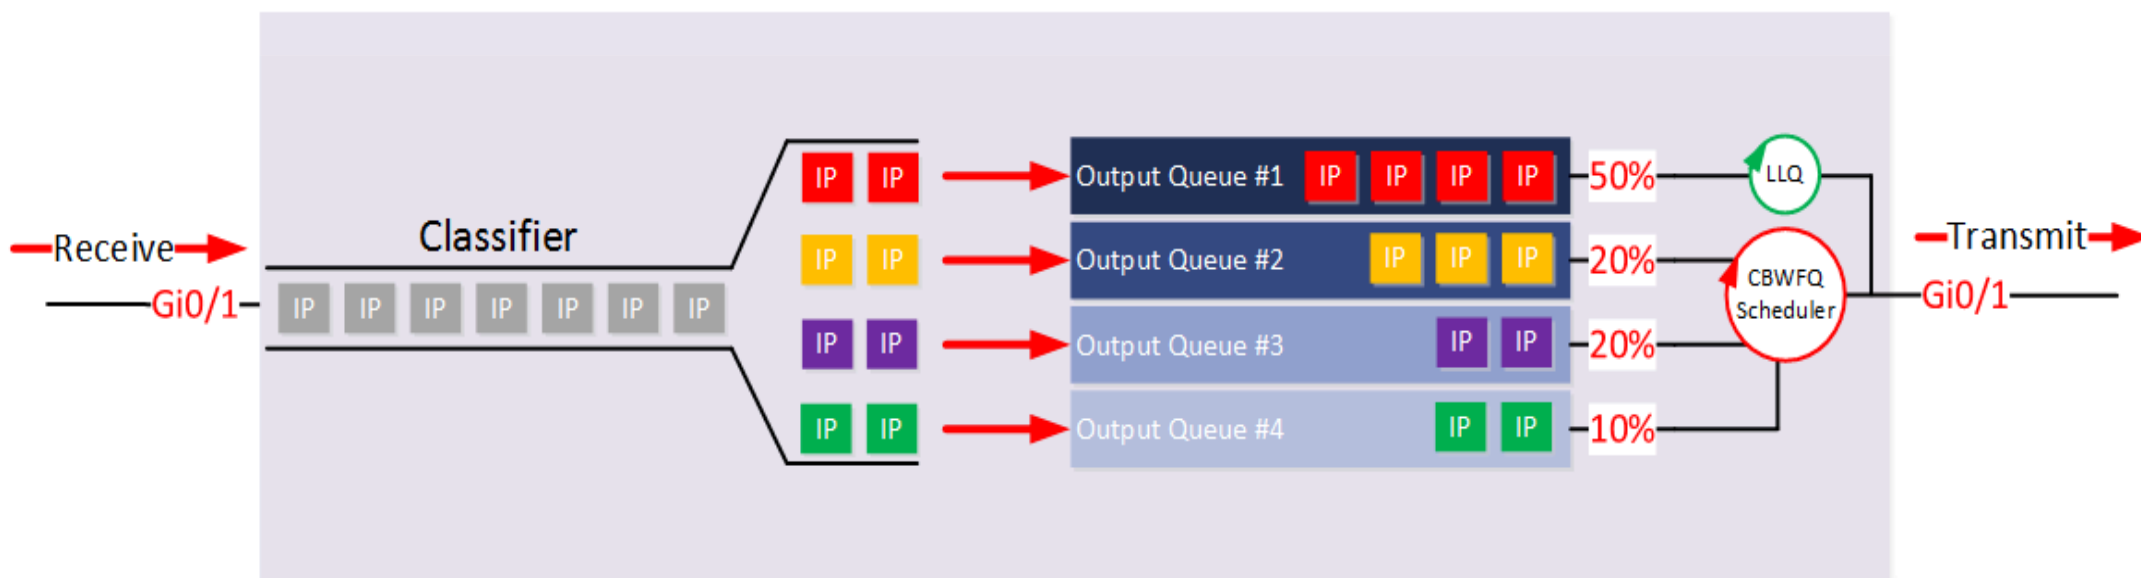 Receive
Gi0/1
Classifier
IP IP IP IP IP IP IP
IP IP
IP IP
IP IP
IP IP
Output Queue #1 IP IP IP IP 50% LLQ
Output Queue #2 IP IP IP 20%
Output Queue #3 IP IP 20%
Output Queue #4 IP IP 10%
CBWFQ
Scheduler
Transmit
Gi0/1